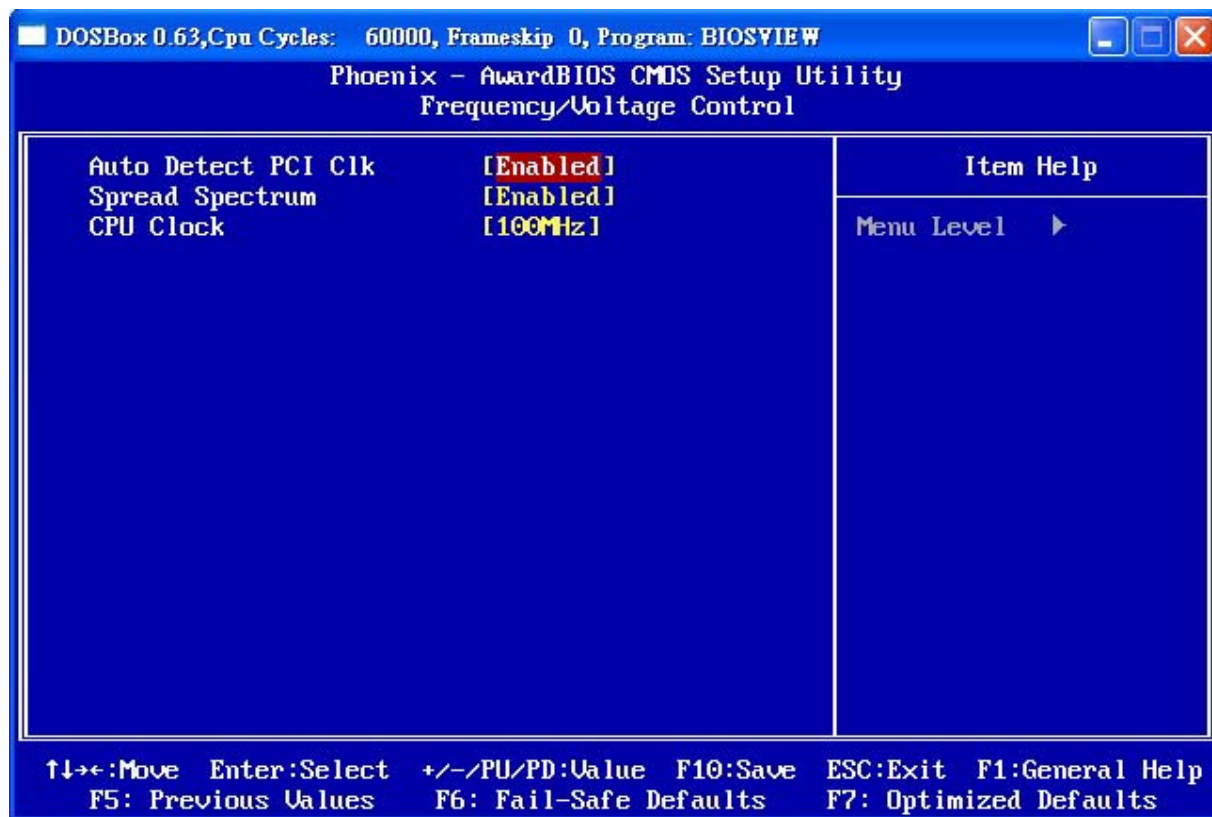 DOSBox 0.63,Cpu Cycles: 60000, Frameskip 0, Program: BIOSVIEW
Phoenix - AwardBIOS CMOS Setup Utility
Frequency/Voltage Control
Auto Detect PCI Clk [Enabled]
Spread Spectrum [Enabled]
CPU Clock [100MHz]
Item Help
Menu Level ▶
↑↓→←:Move Enter:Select +/-/PU/PD:Value F10:Save ESC:Exit F1:General Help
F5: Previous Values F6: Fail-Safe Defaults F7: Optimized Defaults